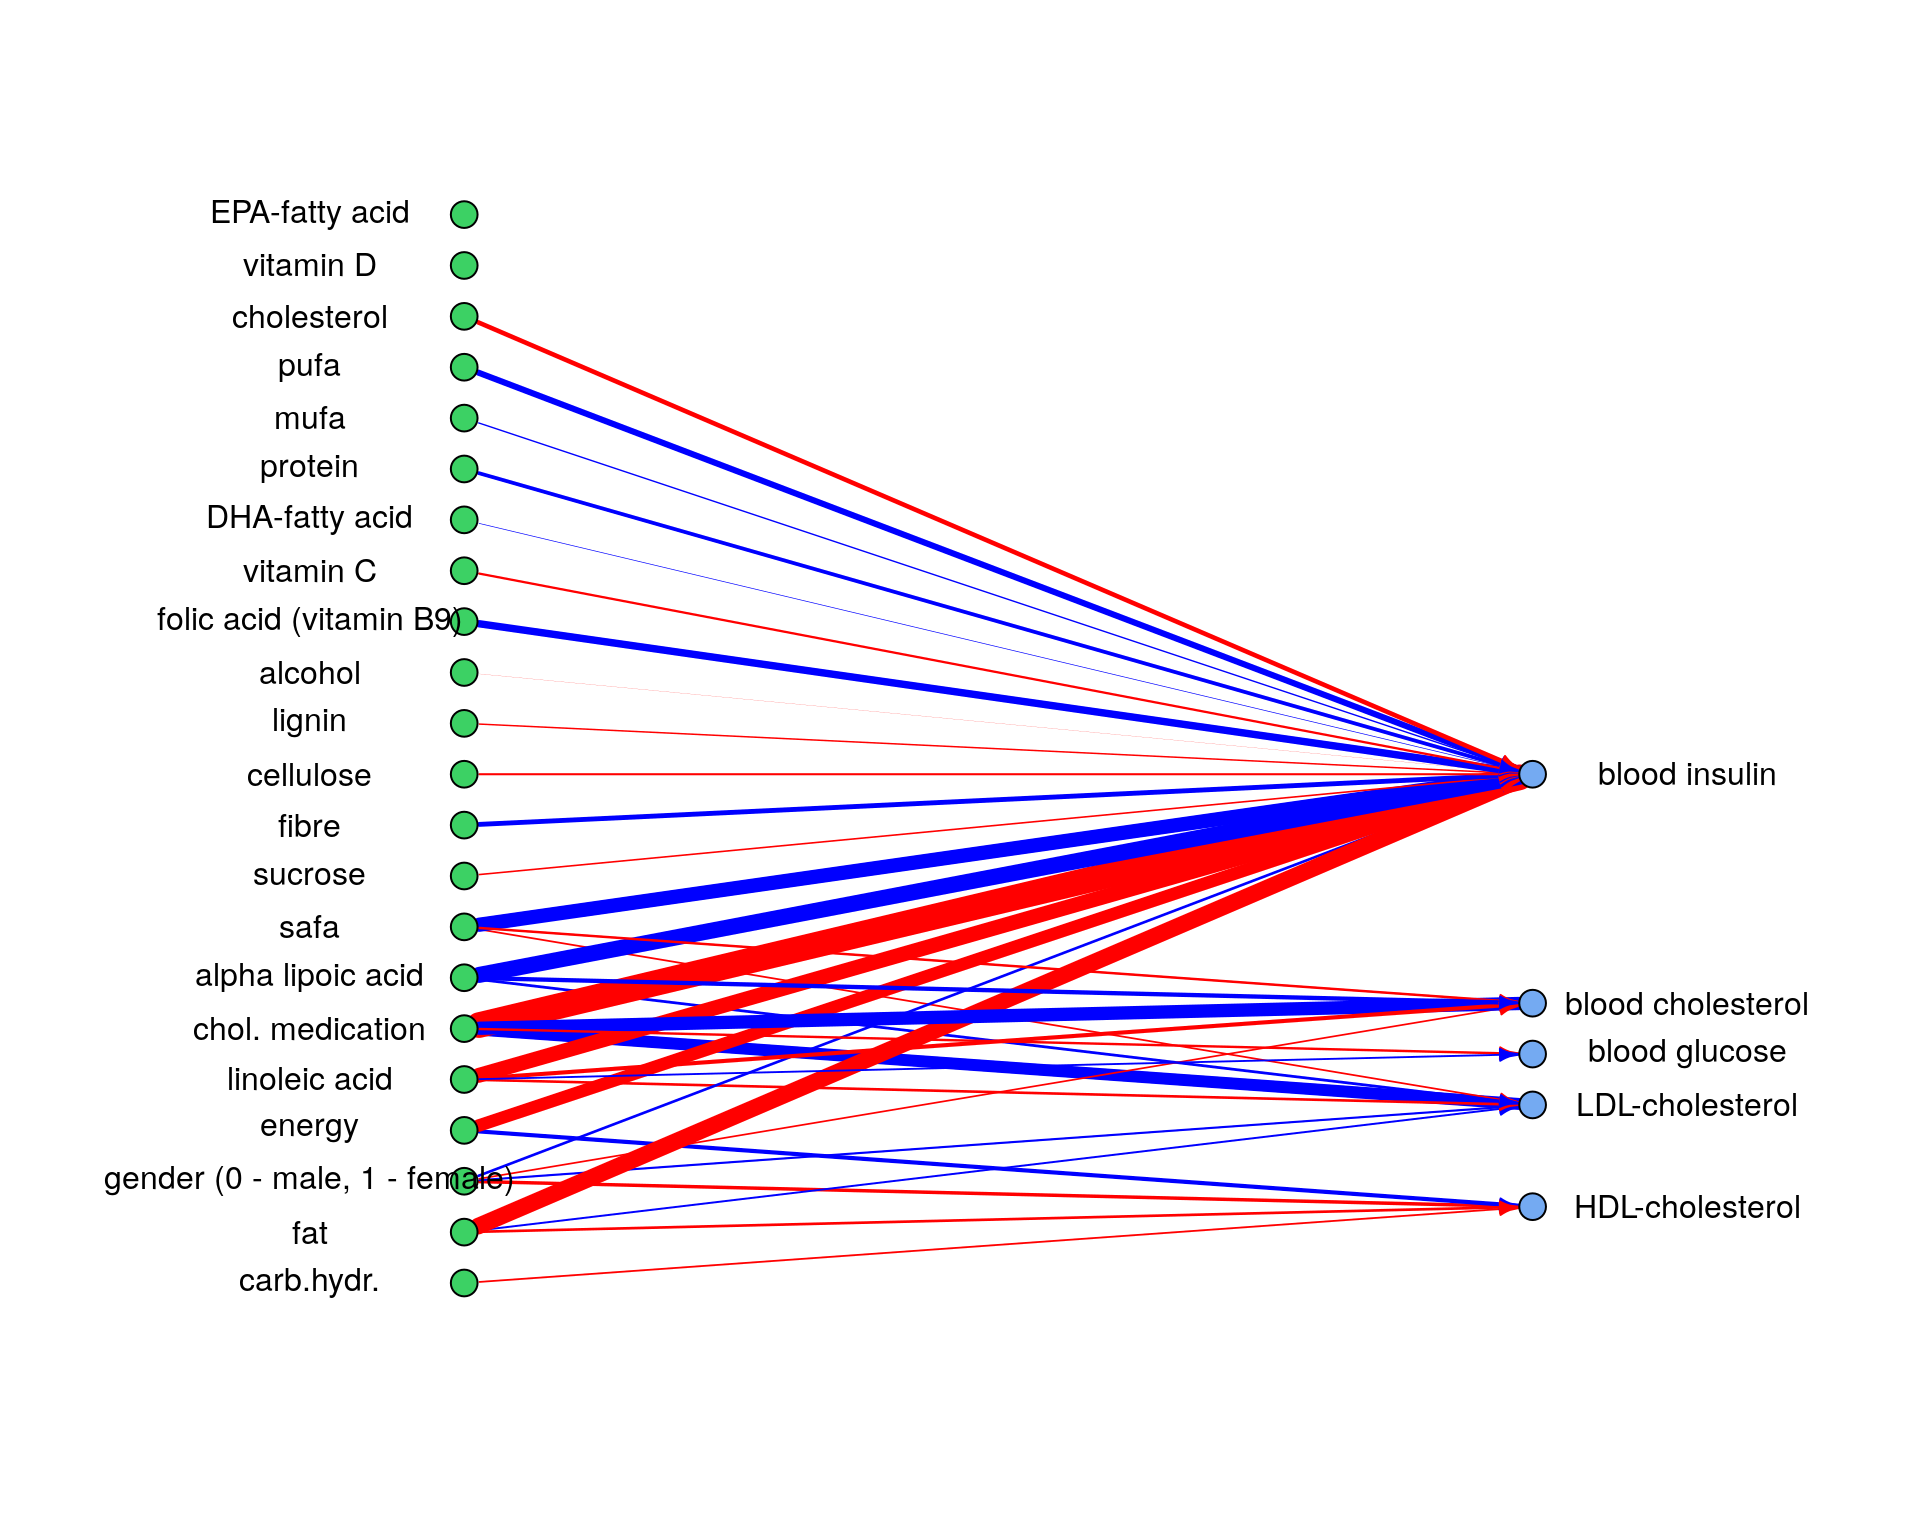 EPA-fatty acid
vitamin D
cholesterol
pufa
mufa
protein
DHA-fatty acid
vitamin C
folic acid (vitamin B9)
alcohol
lignin
cellulose
fibre
sucrose
safa
alpha lipoic acid
chol. medication
linoleic acid
energy
gender (0 - male, 1 - female)
fat
carb.hydr.
blood insulin
blood cholesterol
blood glucose
LDL-cholesterol
HDL-cholesterol